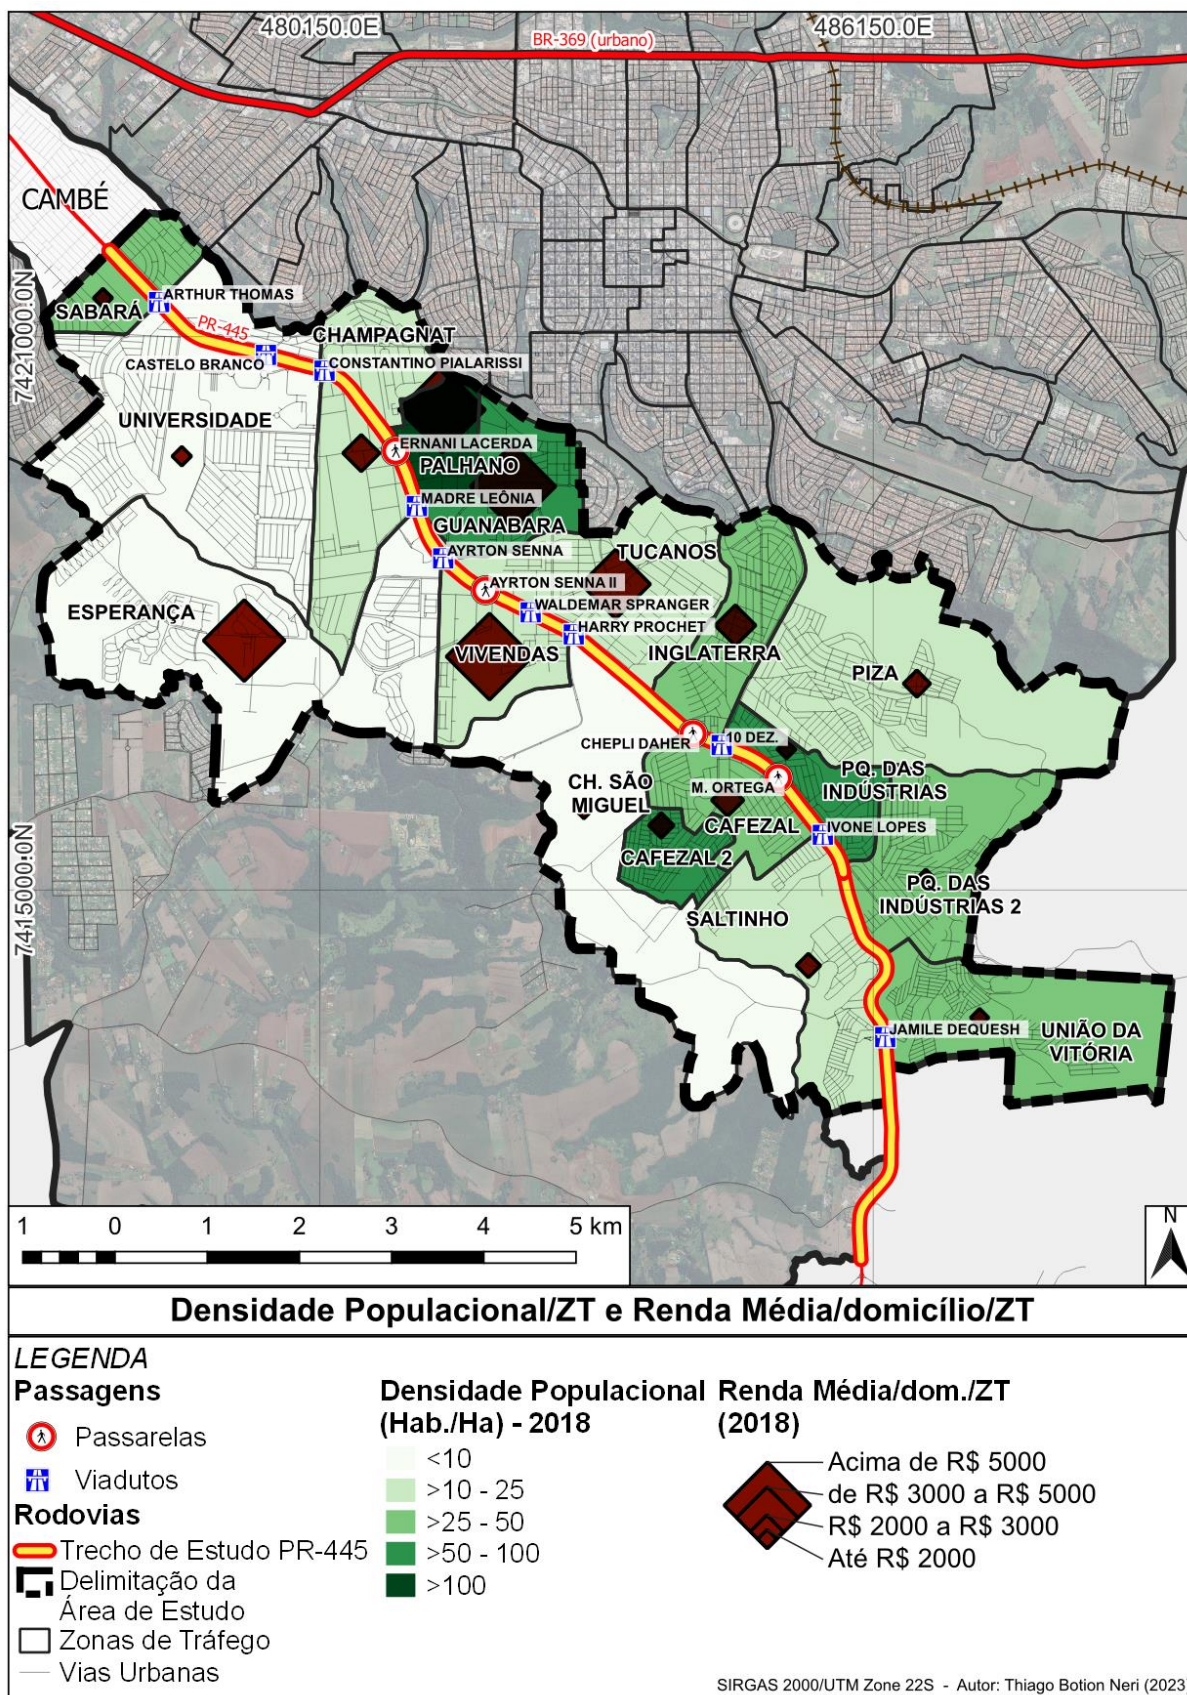 480150.0E
486150.0E
BR-369 (urbano)
CAMBÉ
7421000.0N
SABARÁ
ARTHUR THOMAS
PR-445
CHAMPAGNAT
CASTELO BRANCO
CONSTANTINO PIALARISSI
UNIVERSIDADE
ERNANI LACERDA
PALHANO
MADRE LEÔNIA
GUANABARA
AYRTON SENNA
TUCANOS
AYRTON SENNA II
WALDEMAR SPRANGER
HARRY PROCHET
ESPERANÇA
VIVENDAS
INGLATERRA
PIZA
CHEPLI DAHER
10 DEZ.
CH. SÃO
MIGUEL
M. ORTEGA
PQ. DAS
INDÚSTRIAS
CAFEZAL
IVONE LOPES
CAFEZAL 2
7415000.0N
PQ. DAS
INDÚSTRIAS 2
SALTINHO
JAMILE DEQUESH
UNIÃO DA
VITÓRIA
1 0 1 2 3 4 5 km
N
Densidade Populacional/ZT e Renda Média/domicílio/ZT
LEGENDA
Passagens
Passarelas
Viadutos
Rodovias
Trecho de Estudo PR-445
Delimitação da
Área de Estudo
Zonas de Tráfego
Vias Urbanas
Densidade Populacional
(Hab./Ha) - 2018
<10
>10 - 25
>25 - 50
>50 - 100
>100
Renda Média/dom./ZT
(2018)
Acima de R$ 5000
de R$ 3000 a R$ 5000
R$ 2000 a R$ 3000
Até R$ 2000
SIRGAS 2000/UTM Zone 22S - Autor: Thiago Botion Neri (2023)